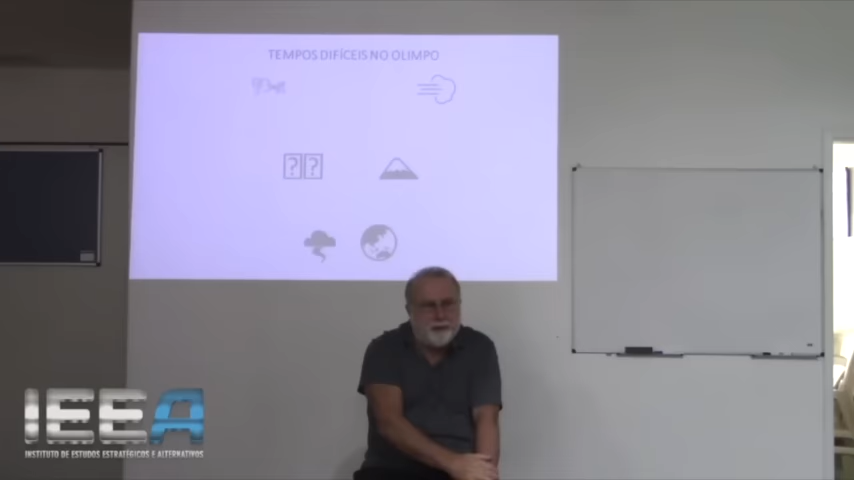 TEMPOS DIFÍCEIS NO OLIMPO
IEEA
INSTITUTO DE ESTUDOS ESTRATÉGICOS E ALTERNATIVOS